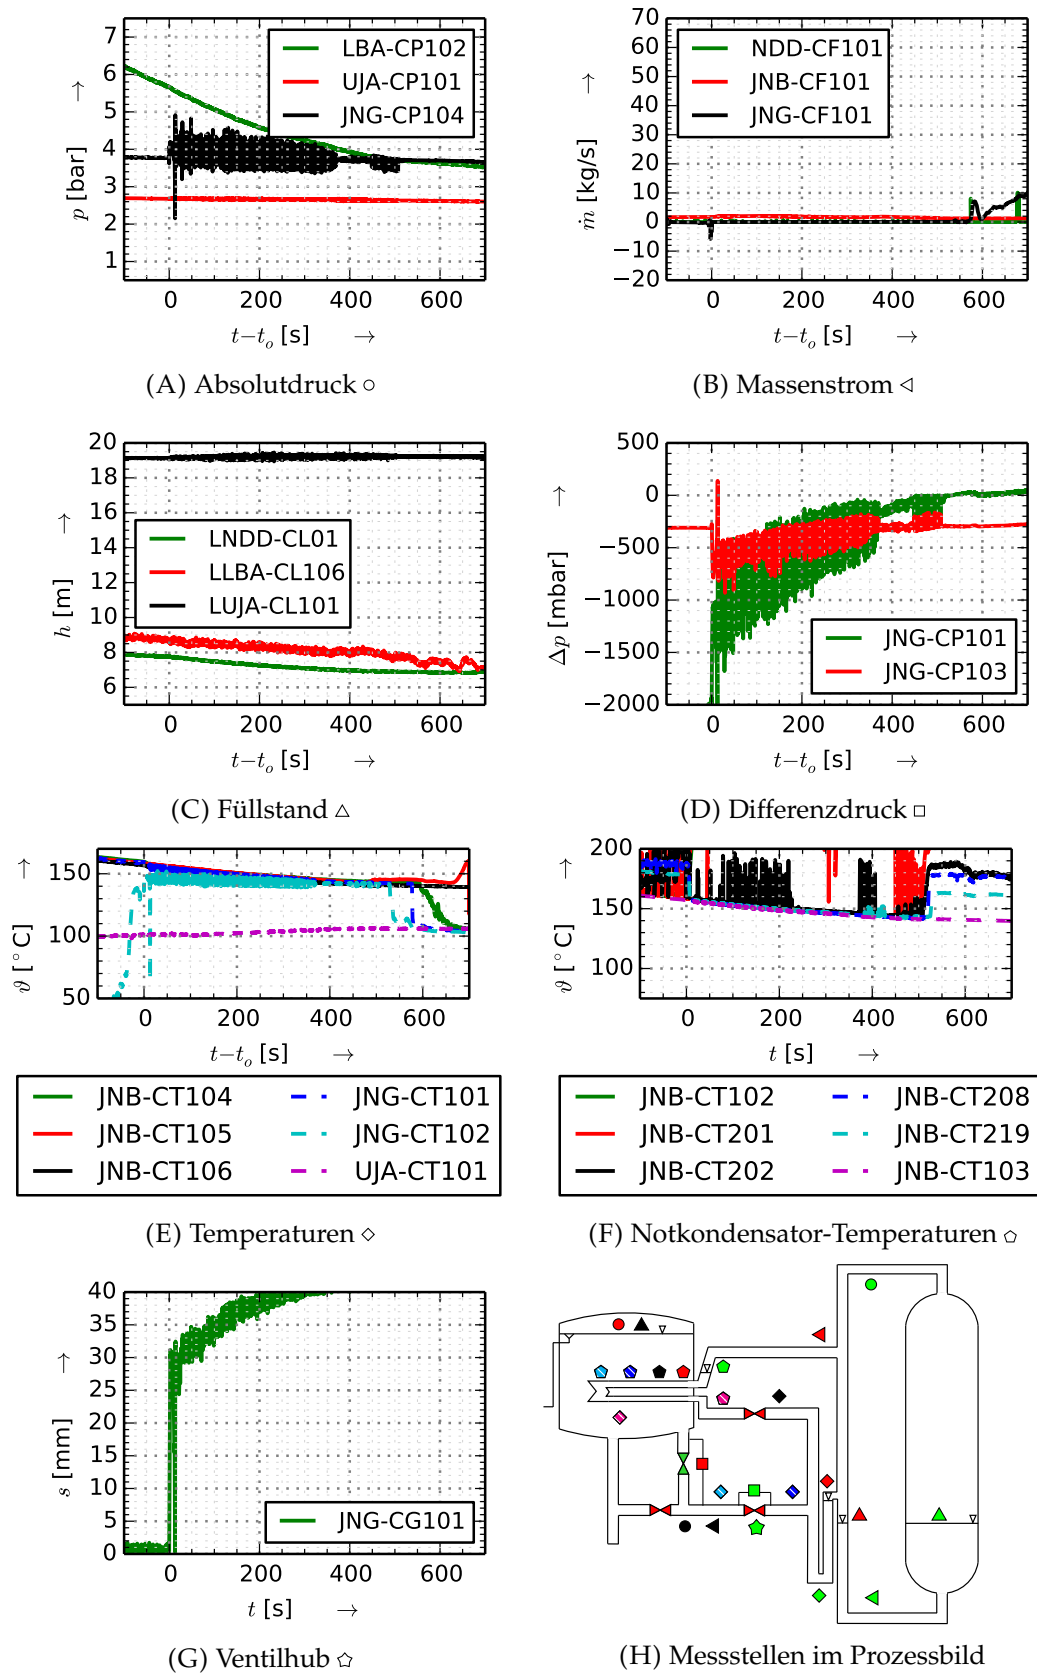 7
6
5
4
3
2
1
p [bar] →
LBA-CP102
UJA-CP101
JNG-CP104
0 200 400 600
t−t_o [s] →
(A) Absolutdruck ○
70
60
50
40
30
20
10
0
−10
−20
ṁ [kg/s] →
NDD-CF101
JNB-CF101
JNG-CF101
0 200 400 600
t−t_o [s] →
(B) Massenstrom ◁
20
18
16
14
12
10
8
6
h [m] →
LNDD-CL01
LLBA-CL106
LUJA-CL101
0 200 400 600
t−t_o [s] →
(C) Füllstand △
500
0
−500
−1000
−1500
−2000
Δp [mbar] →
JNG-CP101
JNG-CP103
0 200 400 600
t−t_o [s] →
(D) Differenzdruck □
150
100
50
ϑ [°C] →
0 200 400 600
t−t_o [s] →
JNB-CT104
JNB-CT105
JNB-CT106
JNG-CT101
JNG-CT102
UJA-CT101
(E) Temperaturen ◇
200
150
100
ϑ [°C] →
0 200 400 600
t [s] →
JNB-CT102
JNB-CT201
JNB-CT202
JNB-CT208
JNB-CT219
JNB-CT103
(F) Notkondensator-Temperaturen ⬠
40
35
30
25
20
15
10
5
0
s [mm] →
JNG-CG101
0 200 400 600
t [s] →
(G) Ventilhub ☆
(H) Messstellen im Prozessbild